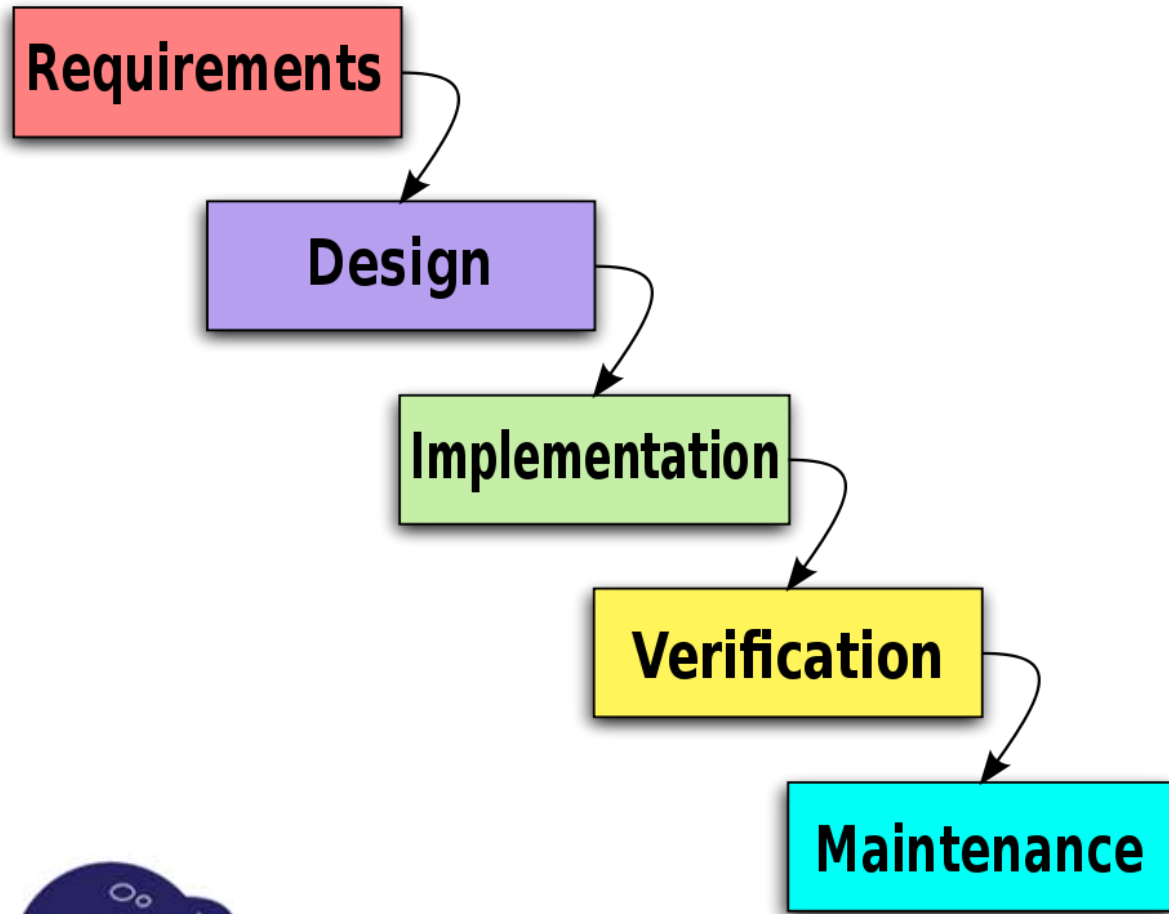 Requirements
Design
Implementation
Verification
Maintenance